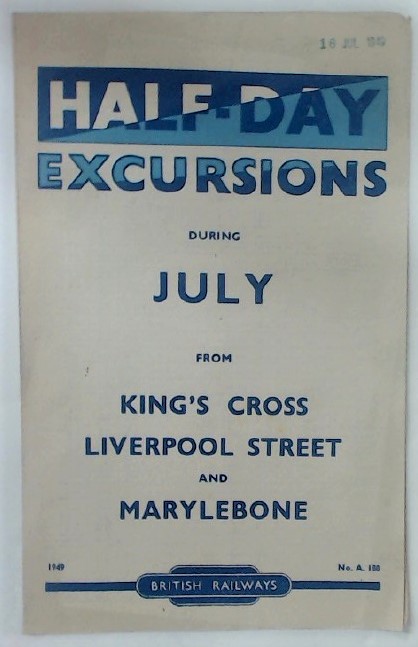 16 JUL 1949
HALF-DAY
EXCURSIONS
DURING
JULY
FROM
KING'S CROSS
LIVERPOOL STREET
AND
MARYLEBONE
1949 No. A. 188
BRITISH RAILWAYS